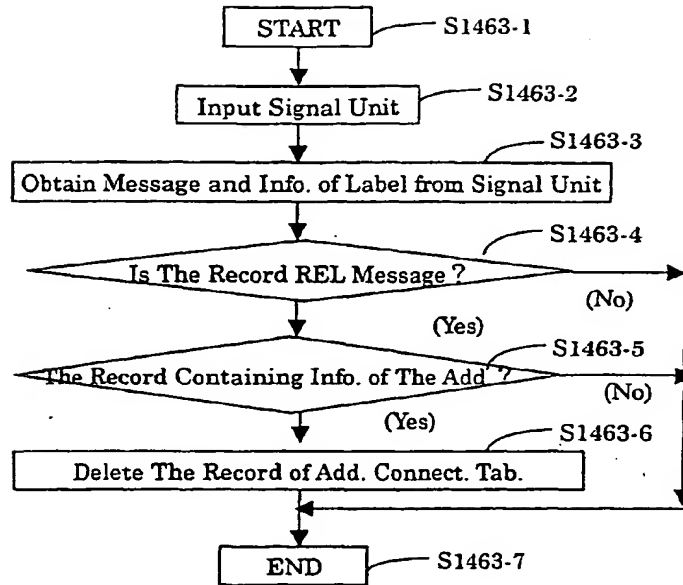 START
S1463-1
Input Signal Unit
S1463-2
S1463-3
Obtain Message and Info. of Label from Signal Unit
S1463-4
Is The Record REL Message ?
(No)
(Yes)
S1463-5
The Record Containing Info. of The Add' ?
(No)
(Yes)
S1463-6
Delete The Record of Add. Connect. Tab.
END
S1463-7